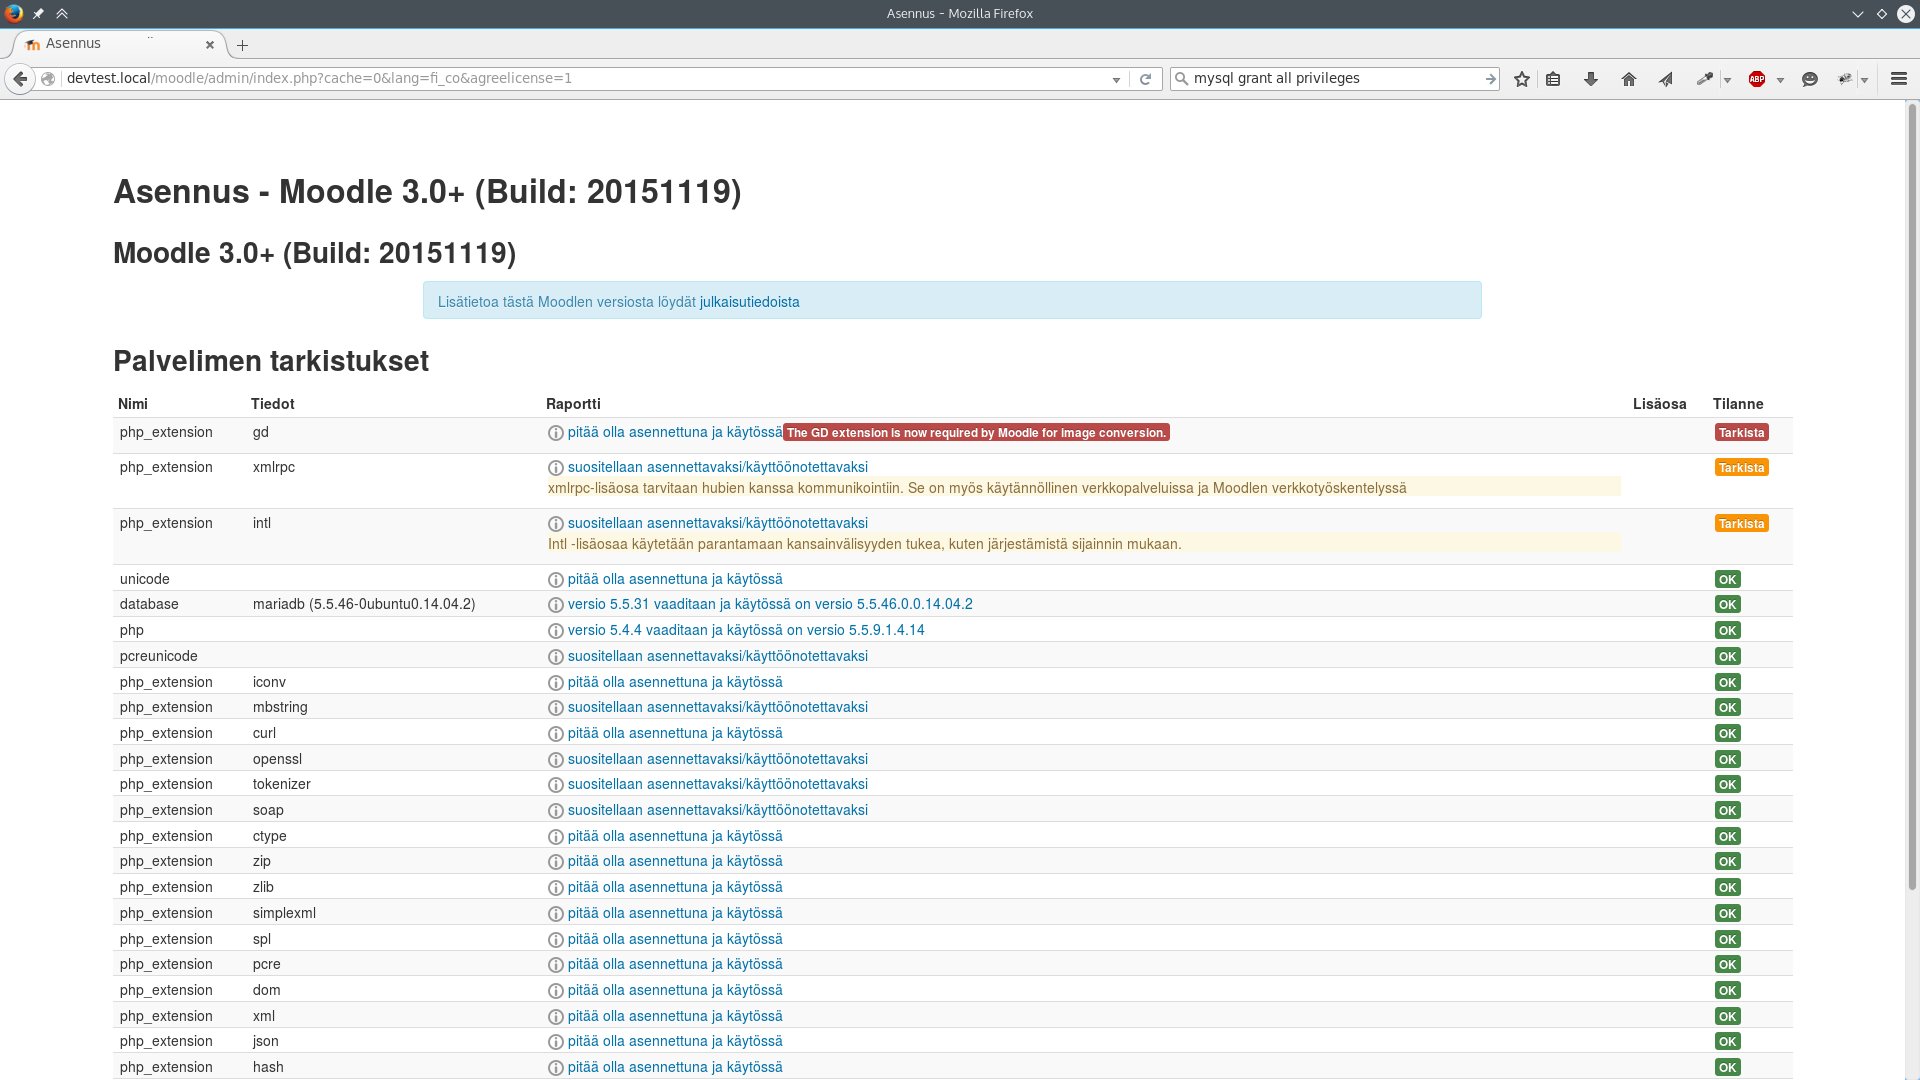 Asennus - Mozilla Firefox
Asennus
devtest.local/moodle/admin/index.php?cache=0&lang=fi_co&agreelicense=1
mysql grant all privileges
ABP
Asennus - Moodle 3.0+ (Build: 20151119)
Moodle 3.0+ (Build: 20151119)
Lisätietoa tästä Moodlen versiosta löydät julkaisutiedoista
Palvelimen tarkistukset
Nimi Tiedot Raportti Lisäosa Tilanne
php_extension gd pitää olla asennettuna ja käytössä The GD extension is now required by Moodle for image conversion. Tarkista
php_extension xmlrpc suositellaan asennettavaksi/käyttöönotettavaksi Tarkista
xmlrpc-lisäosa tarvitaan hubien kanssa kommunikointiin. Se on myös käytännöllinen verkkopalveluissa ja Moodlen verkkotyöskentelyssä
php_extension intl suositellaan asennettavaksi/käyttöönotettavaksi Tarkista
Intl -lisäosaa käytetään parantamaan kansainvälisyyden tukea, kuten järjestämistä sijainnin mukaan.
unicode pitää olla asennettuna ja käytössä OK
database mariadb (5.5.46-0ubuntu0.14.04.2) versio 5.5.31 vaaditaan ja käytössä on versio 5.5.46.0.0.14.04.2 OK
php versio 5.4.4 vaaditaan ja käytössä on versio 5.5.9.1.4.14 OK
pcreunicode suositellaan asennettavaksi/käyttöönotettavaksi OK
php_extension iconv pitää olla asennettuna ja käytössä OK
php_extension mbstring suositellaan asennettavaksi/käyttöönotettavaksi OK
php_extension curl pitää olla asennettuna ja käytössä OK
php_extension openssl suositellaan asennettavaksi/käyttöönotettavaksi OK
php_extension tokenizer suositellaan asennettavaksi/käyttöönotettavaksi OK
php_extension soap suositellaan asennettavaksi/käyttöönotettavaksi OK
php_extension ctype pitää olla asennettuna ja käytössä OK
php_extension zip pitää olla asennettuna ja käytössä OK
php_extension zlib pitää olla asennettuna ja käytössä OK
php_extension simplexml pitää olla asennettuna ja käytössä OK
php_extension spl pitää olla asennettuna ja käytössä OK
php_extension pcre pitää olla asennettuna ja käytössä OK
php_extension dom pitää olla asennettuna ja käytössä OK
php_extension xml pitää olla asennettuna ja käytössä OK
php_extension json pitää olla asennettuna ja käytössä OK
php_extension hash pitää olla asennettuna ja käytössä OK